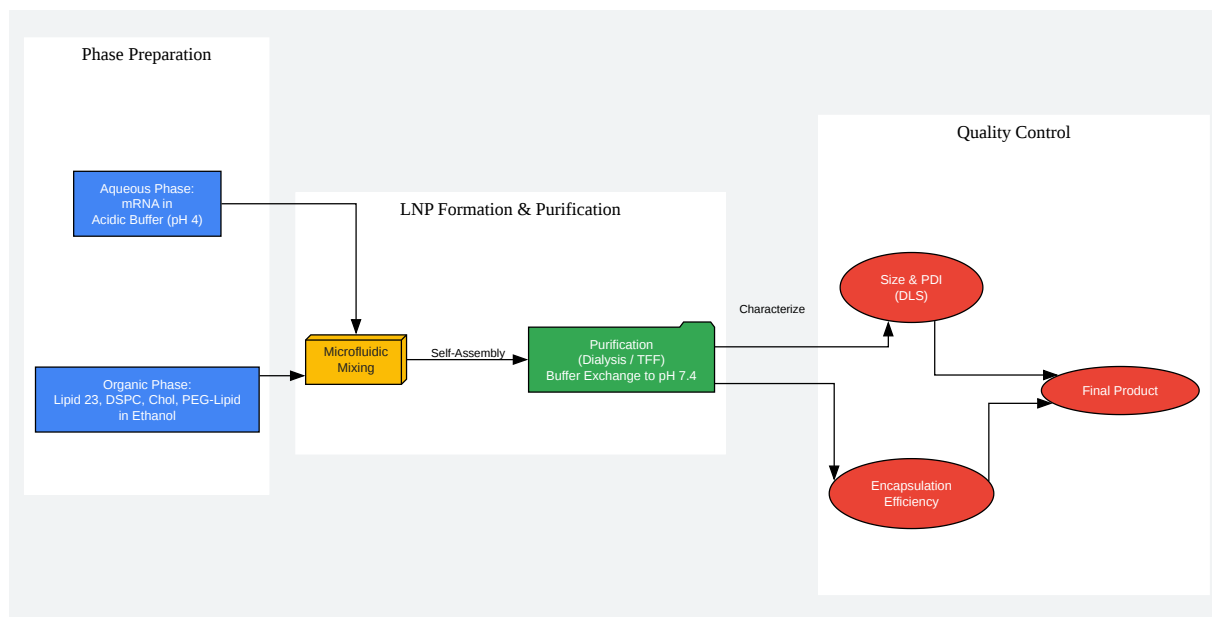 Phase Preparation
Aqueous Phase:
mRNA in
Acidic Buffer (pH 4)
Organic Phase:
Lipid 23, DSPC, Chol, PEG-Lipid
in Ethanol
LNP Formation & Purification
Microfluidic
Mixing
Self-Assembly
Purification
(Dialysis / TFF)
Buffer Exchange to pH 7.4
Characterize
Quality Control
Size & PDI
(DLS)
Encapsulation
Efficiency
Final Product